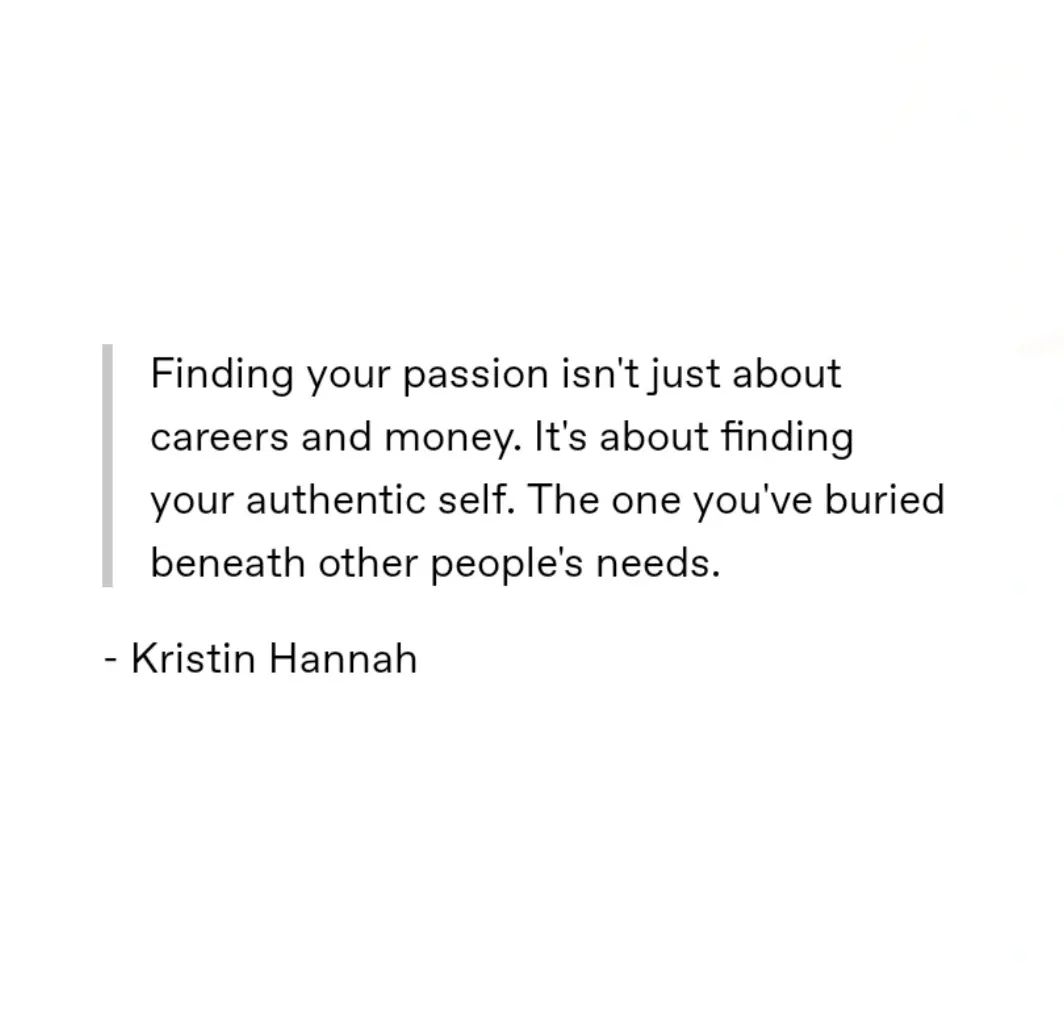 Finding your passion isn't just about
careers and money. It's about finding
your authentic self. The one you've buried
beneath other people's needs.
- Kristin Hannah